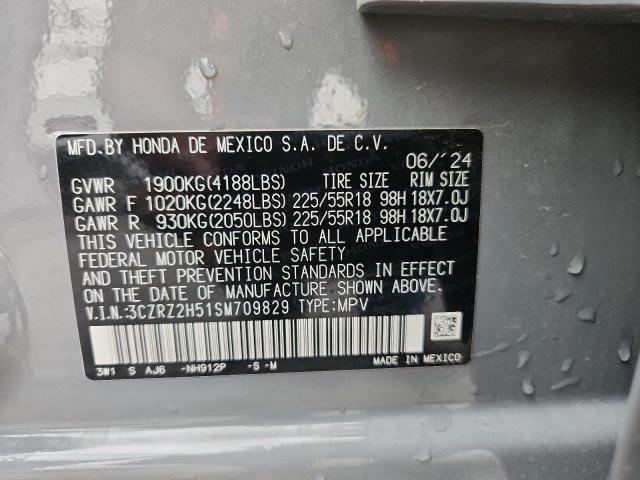 MFD.BY HONDA DE MEXICO S.A. DE C.V.
06/´24
GVWR 1900KG(4188LBS) TIRE SIZE RIM SIZE
GAWR F 1020KG(2248LBS) 225/55R18 98H 18X7.0J
GAWR R 930KG(2050LBS) 225/55R18 98H 18X7.0J
THIS VEHICLE CONFORMS TO ALL APPLICABLE
FEDERAL MOTOR VEHICLE SAFETY
AND THEFT PREVENTION STANDARDS IN EFFECT
ON THE DATE OF MANUFACTURE SHOWN ABOVE.
V.I.N.:3CZRZ2H51SM709829 TYPE:MPV
3W1 S AJ6 -NH912P -S -M MADE IN MEXICO